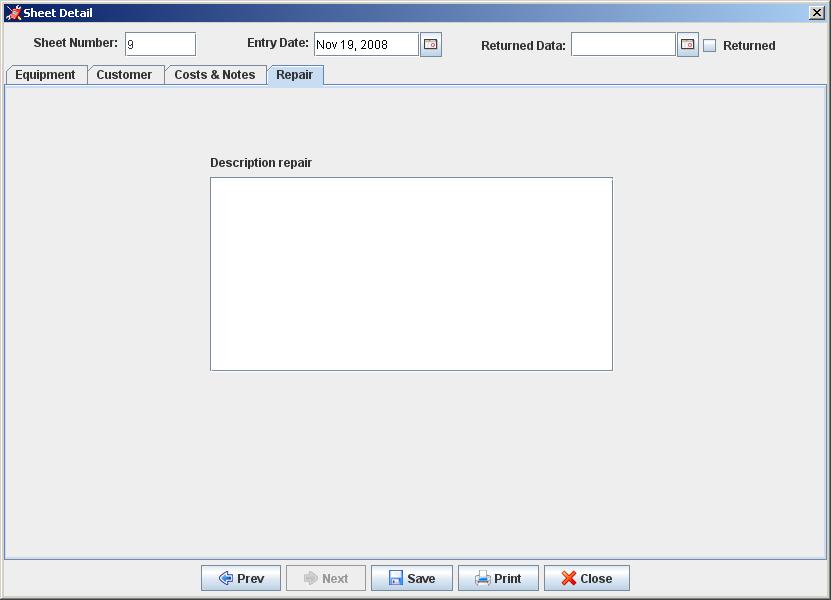 Sheet Detail
Sheet Number: 9 Entry Date: Nov 19, 2008 Returned Data: Returned
Equipment Customer Costs & Notes Repair
Description repair
Prev Next Save Print Close